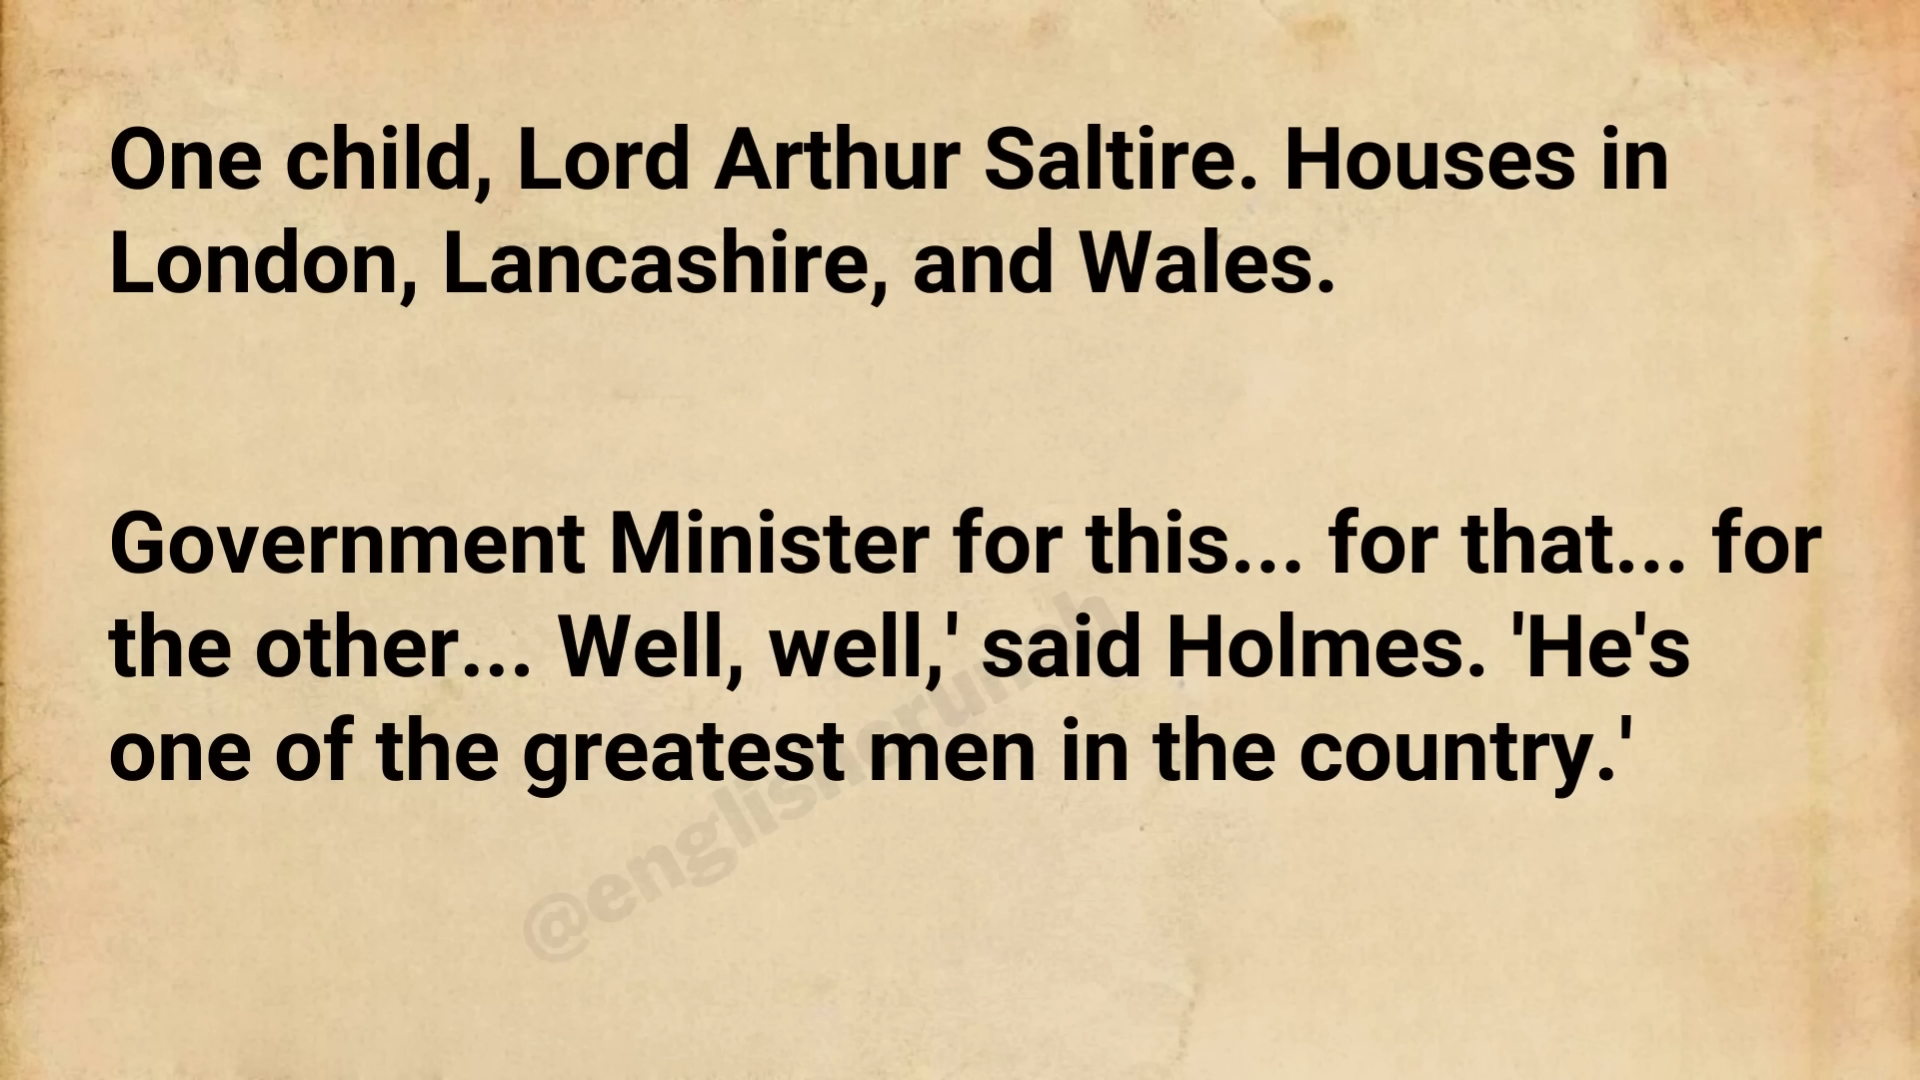 One child, Lord Arthur Saltire. Houses in
London, Lancashire, and Wales.
Government Minister for this... for that... for
the other... Well, well,' said Holmes. 'He's
one of the greatest men in the country.'
@englishcrunch